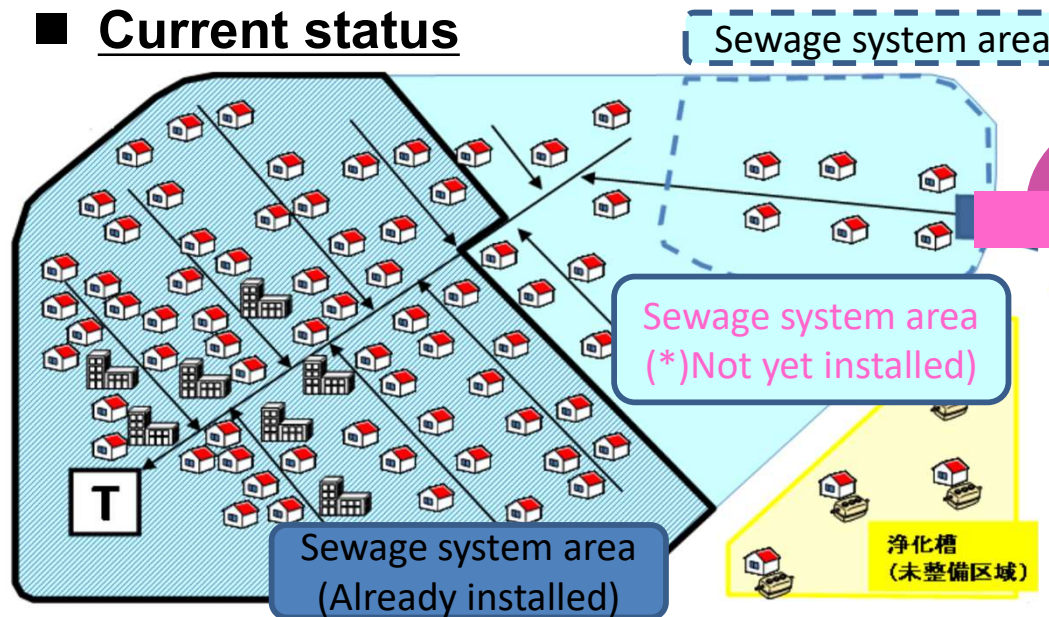 ■ Current status
Sewage system area
Sewage system area
(*)Not yet installed)
T
Sewage system area
(Already installed)
浄化槽
（未整備区域）